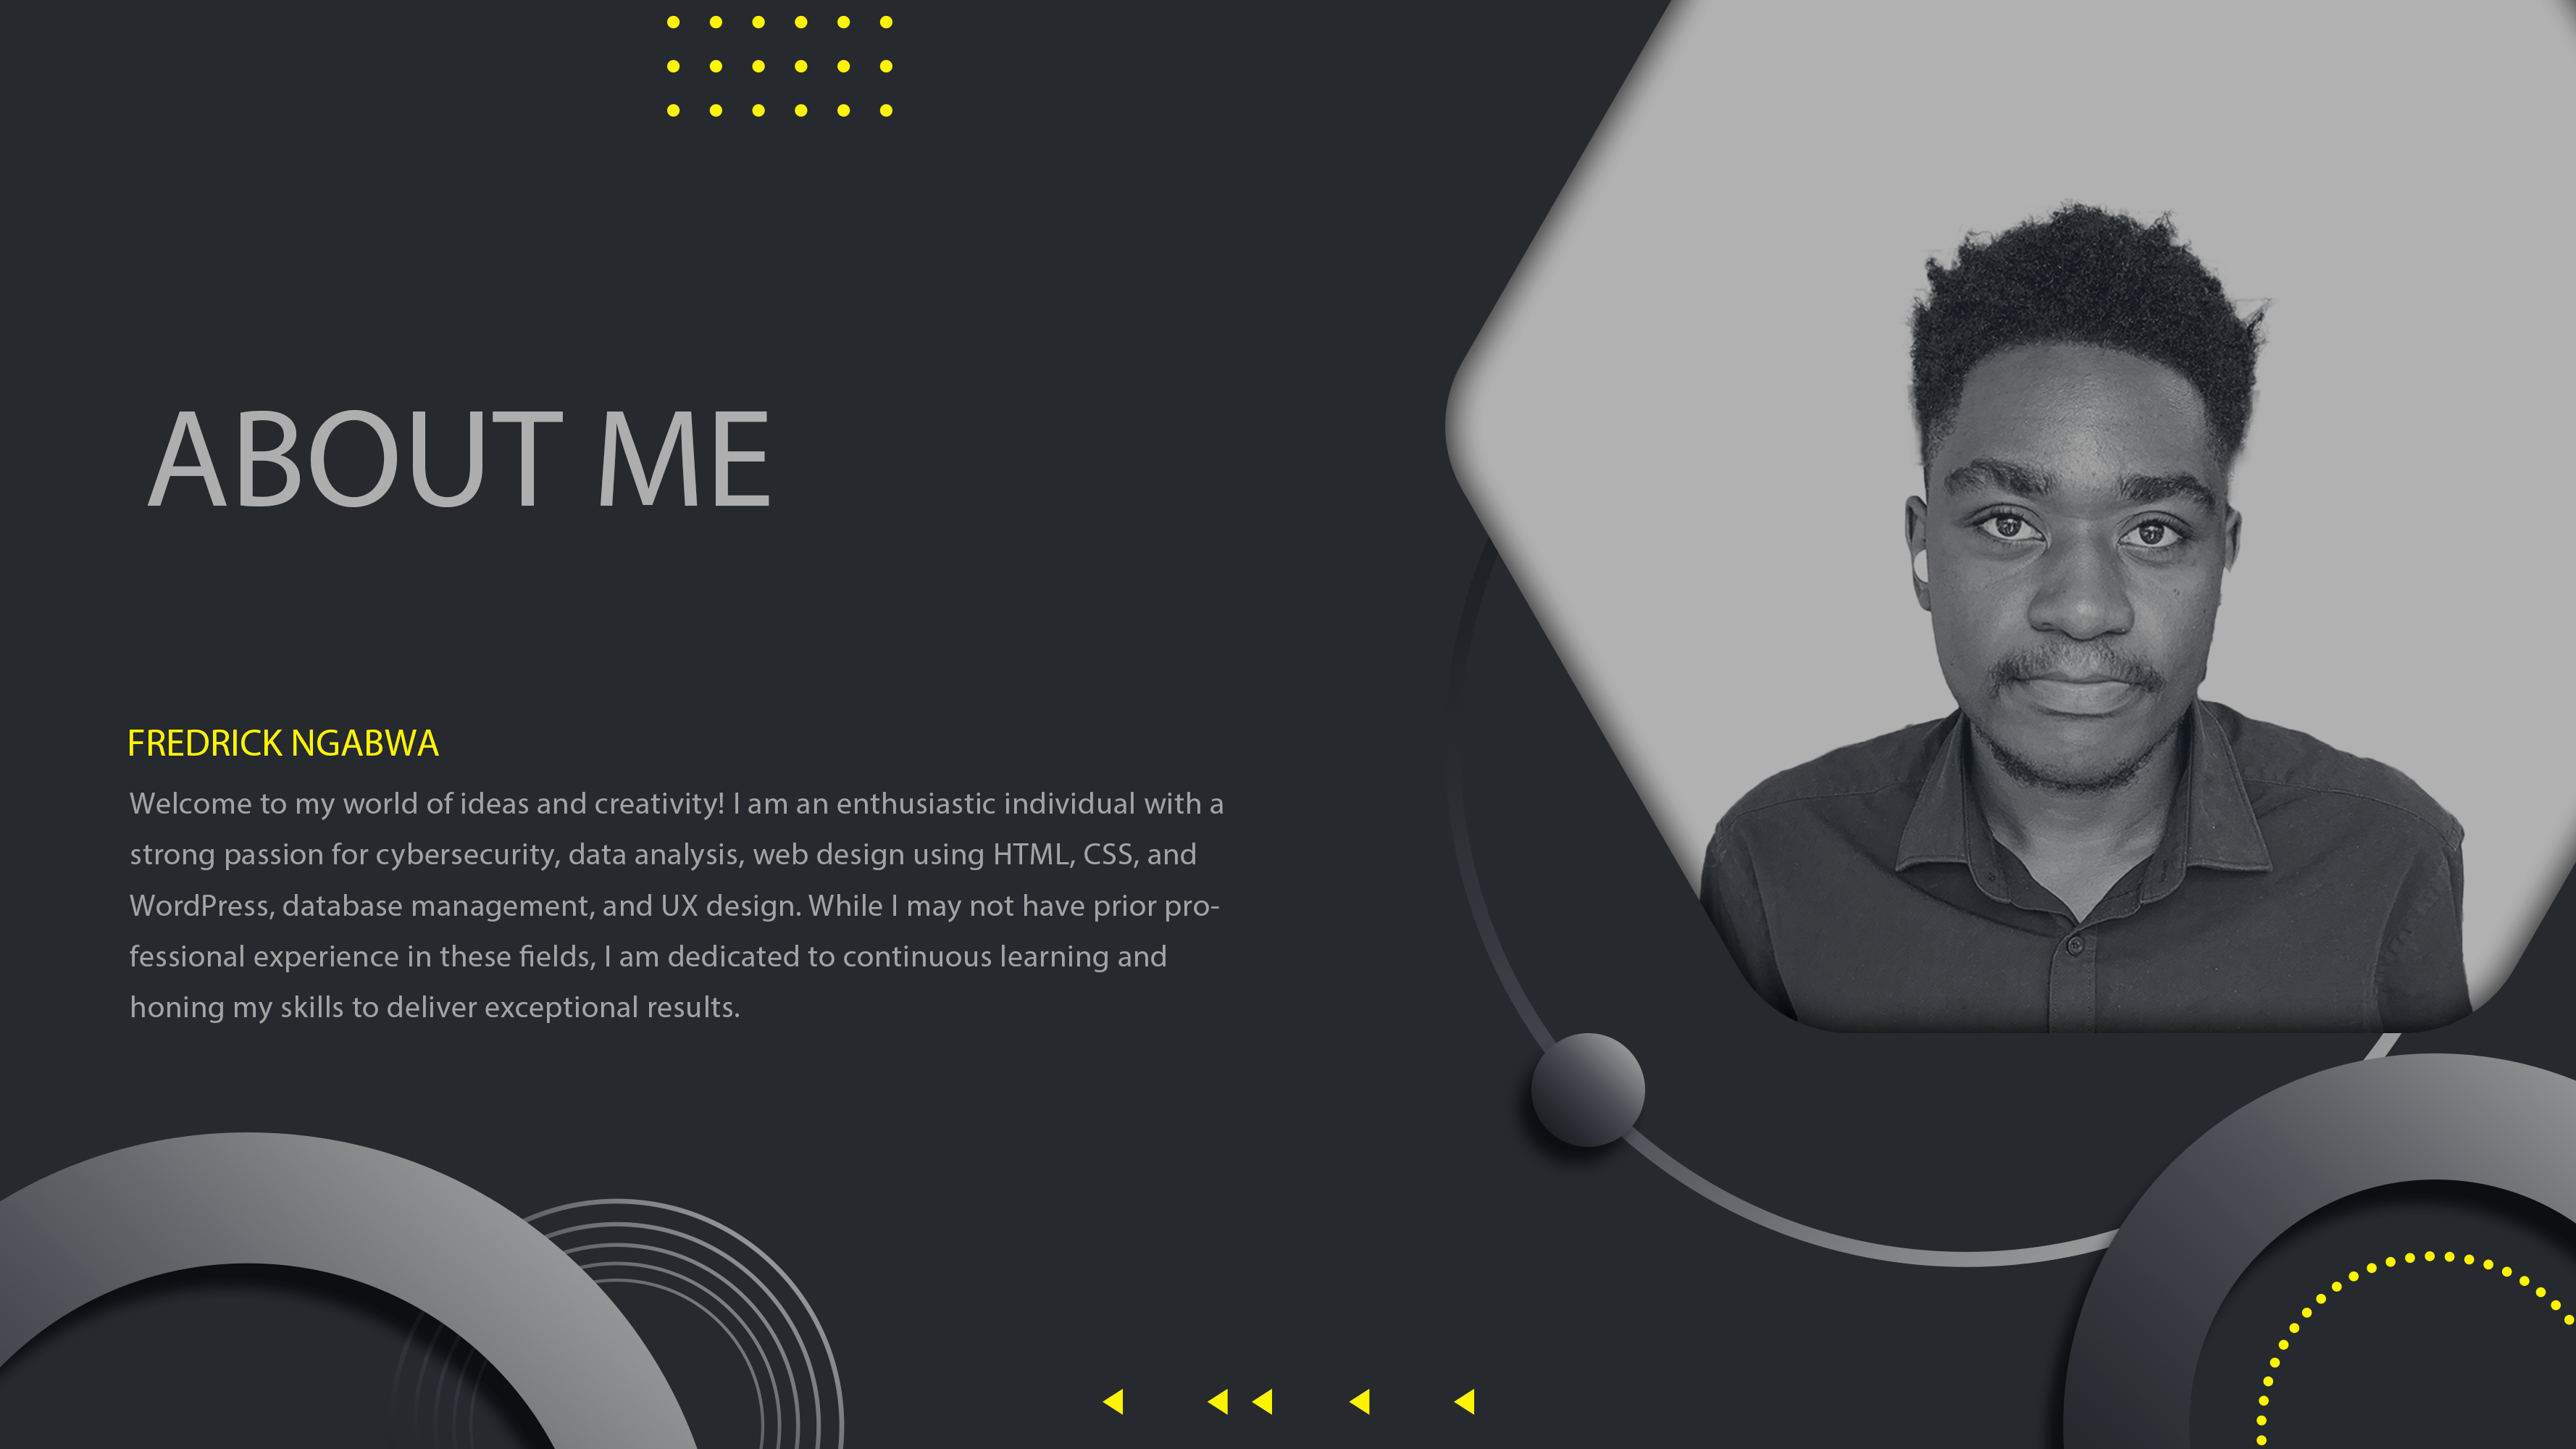 ABOUT ME
FREDRICK NGABWA
Welcome to my world of ideas and creativity! I am an enthusiastic individual with a
strong passion for cybersecurity, data analysis, web design using HTML, CSS, and
WordPress, database management, and UX design. While I may not have prior pro-
fessional experience in these fields, I am dedicated to continuous learning and
honing my skills to deliver exceptional results.